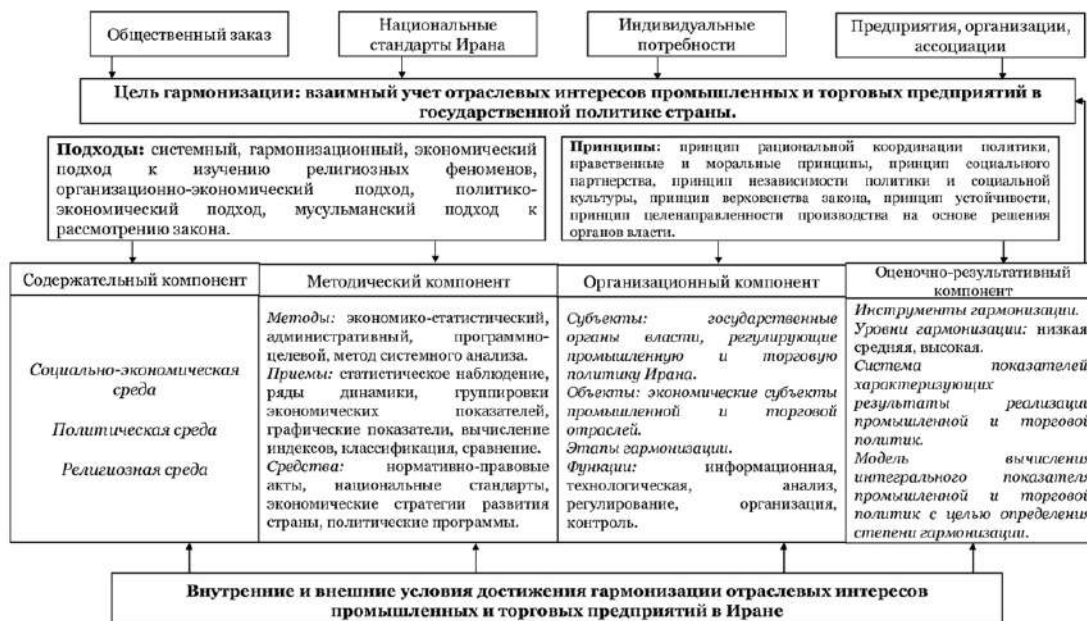 Общественный заказ
Национальные
стандарты Ирана
Индивидуальные
потребности
Предприятия, организации,
ассоциации
Цель гармонизации: взаимный учет отраслевых интересов промышленных и торговых предприятий в
государственной политике страны.
Подходы: системный, гармонизационный, экономический
подход к изучению религиозных феноменов,
организационно-экономический подход, политико-
экономический подход, мусульманский подход к
рассмотрению закона.
Принципы: принцип рациональной координации политики,
нравственные и моральные принципы, принцип социального
партнерства, принцип независимости политики и социальной
культуры, принцип верховенства закона, принцип устойчивости,
принцип целенаправленности производства на основе решения
органов власти.
Содержательный компонент
Социально-экономическая
среда
Политическая среда
Религиозная среда
Методический компонент
Методы: экономико-статистический,
административный, программно-
целевой, метод системного анализа.
Приемы: статистическое наблюдение,
ряды динамики, группировки
экономических показателей,
графические показатели, вычисление
индексов, классификация, сравнение.
Средства: нормативно-правовые
акты, национальные стандарты,
экономические стратегии развития
страны, политические программы.
Организационный компонент
Субъекты: государственные
органы власти, регулирующие
промышленную и торговую
политику Ирана.
Объекты: экономические субъекты
промышленной и торговой
отраслей.
Этапы гармонизации.
Функции: информационная,
технологическая, анализ,
регулирование, организация,
контроль.
Оценочно-результативный
компонент
Инструменты гармонизации.
Уровни гармонизации: низкая
средняя, высокая.
Система показателей
характеризующих
результаты реализации
промышленной и торговой
политик.
Модель вычисления
интегрального показателя
промышленной и торговой
политик с целью определения
степени гармонизации.
Внутренние и внешние условия достижения гармонизации отраслевых интересов
промышленных и торговых предприятий в Иране